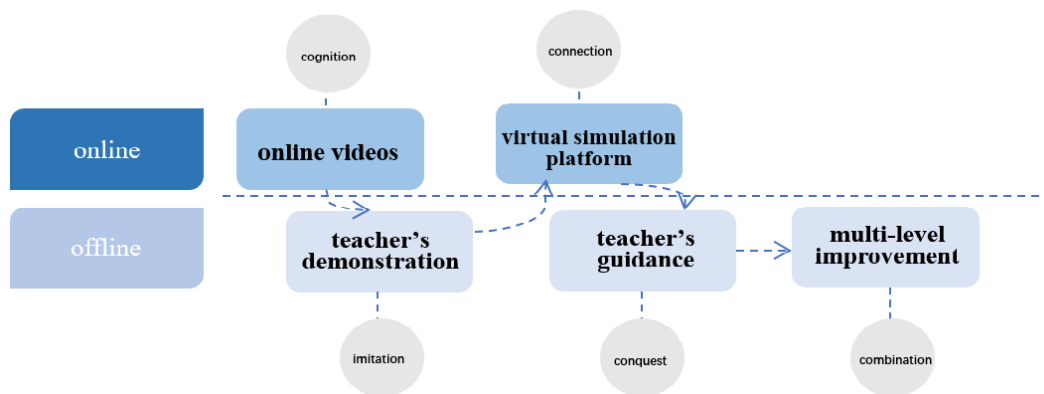 cognition
connection
online
online videos
virtual simulation
platform
offline
teacher’s
demonstration
teacher’s
guidance
multi-level
improvement
imitation
conquest
combination